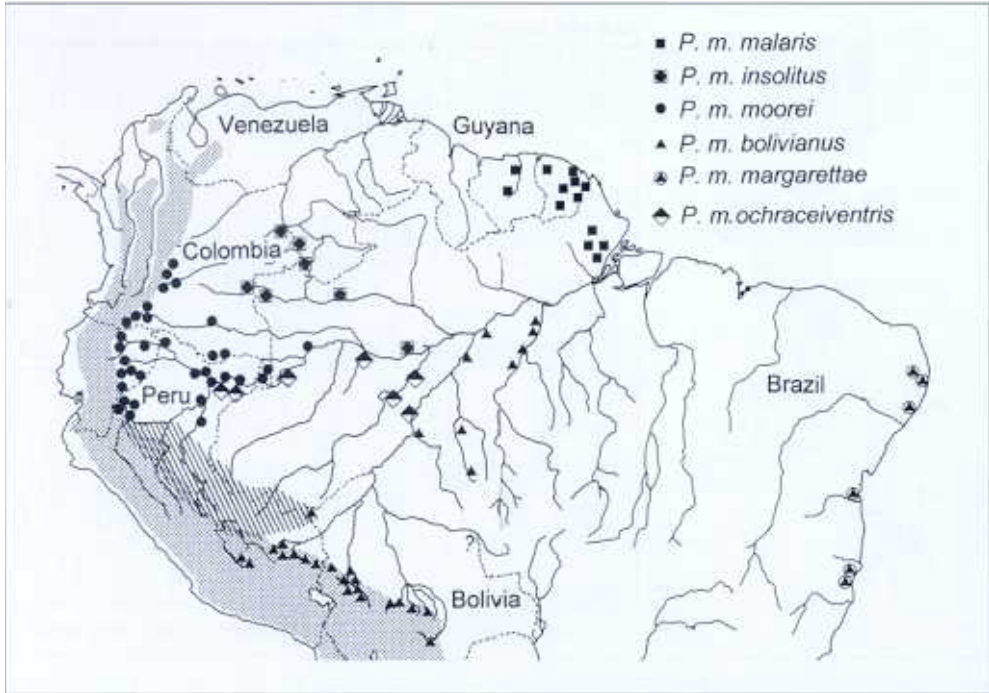 P. m. malaris
P. m. insolitus
P. m. moorei
P. m. bolivianus
P. m. margarettae
P. m.ochraceiventris
Venezuela
Guyana
Colombia
Peru
Brazil
?
Bolivia